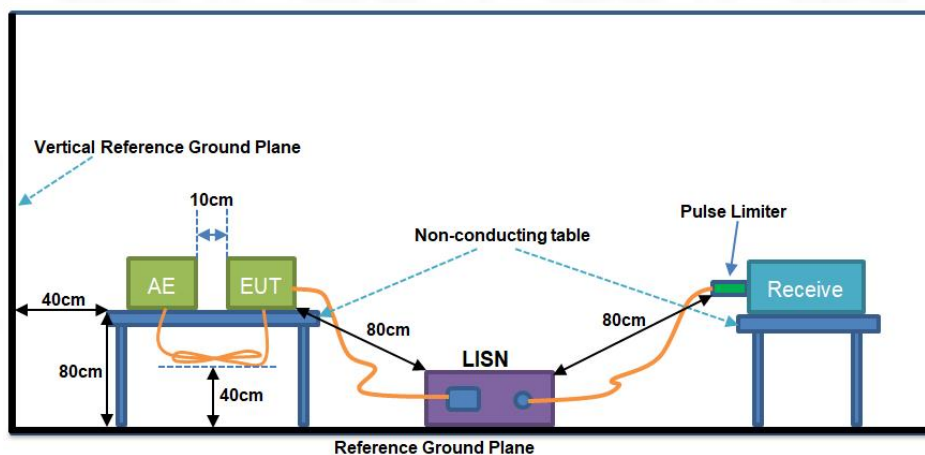 Vertical Reference Ground Plane
10cm
Pulse Limiter
Non-conducting table
AE
EUT
Receive
40cm
80cm
80cm
LISN
80cm
40cm
Reference Ground Plane